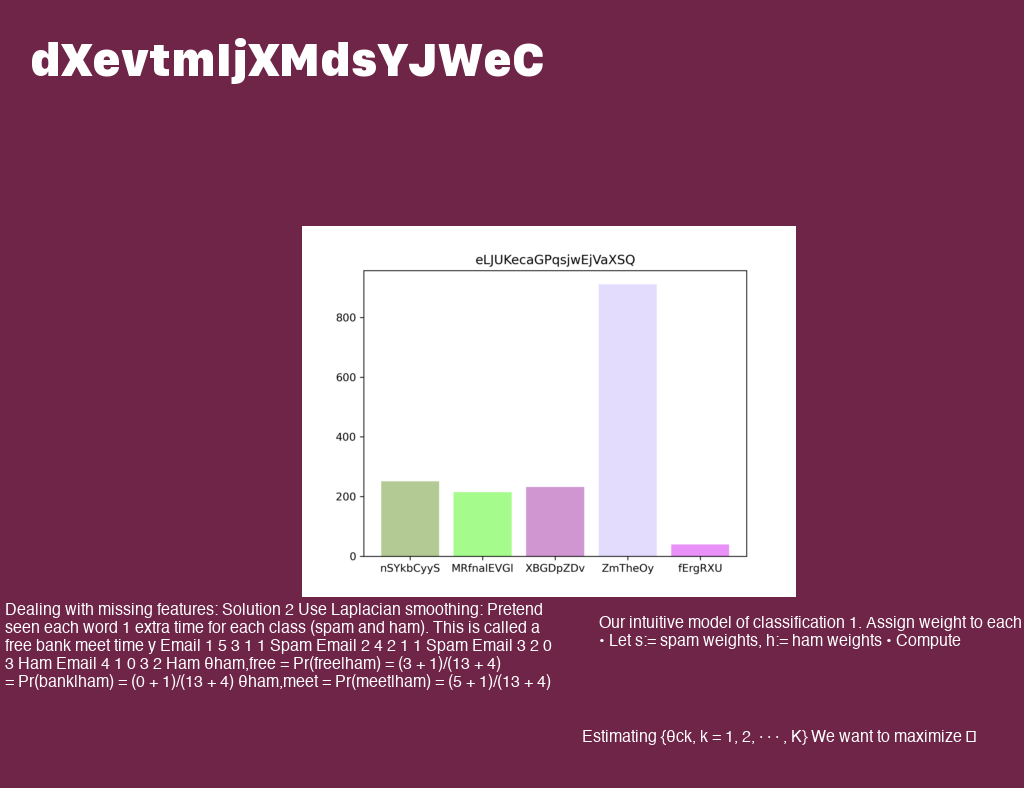 dXevtmIjXMdsYJWeC
eLJUKecaGPqsjwEjVaXSQ
800
600
400
200
0
nSYkbCyyS MRfnalEVGl XBGDpZDv ZmTheOy fErgRXU
Dealing with missing features: Solution 2 Use Laplacian smoothing: Pretend
seen each word 1 extra time for each class (spam and ham). This is called a
free bank meet time y Email 1 5 3 1 1 Spam Email 2 4 2 1 1 Spam Email 3 2 0
3 Ham Email 4 1 0 3 2 Ham θham,free = Pr(free|ham) = (3 + 1)/(13 + 4)
= Pr(bank|ham) = (0 + 1)/(13 + 4) θham,meet = Pr(meet|ham) = (5 + 1)/(13 + 4)
Our intuitive model of classification 1. Assign weight to each
• Let s:= spam weights, h:= ham weights • Compute
Estimating {θck, k = 1, 2, · · · , K} We want to maximize